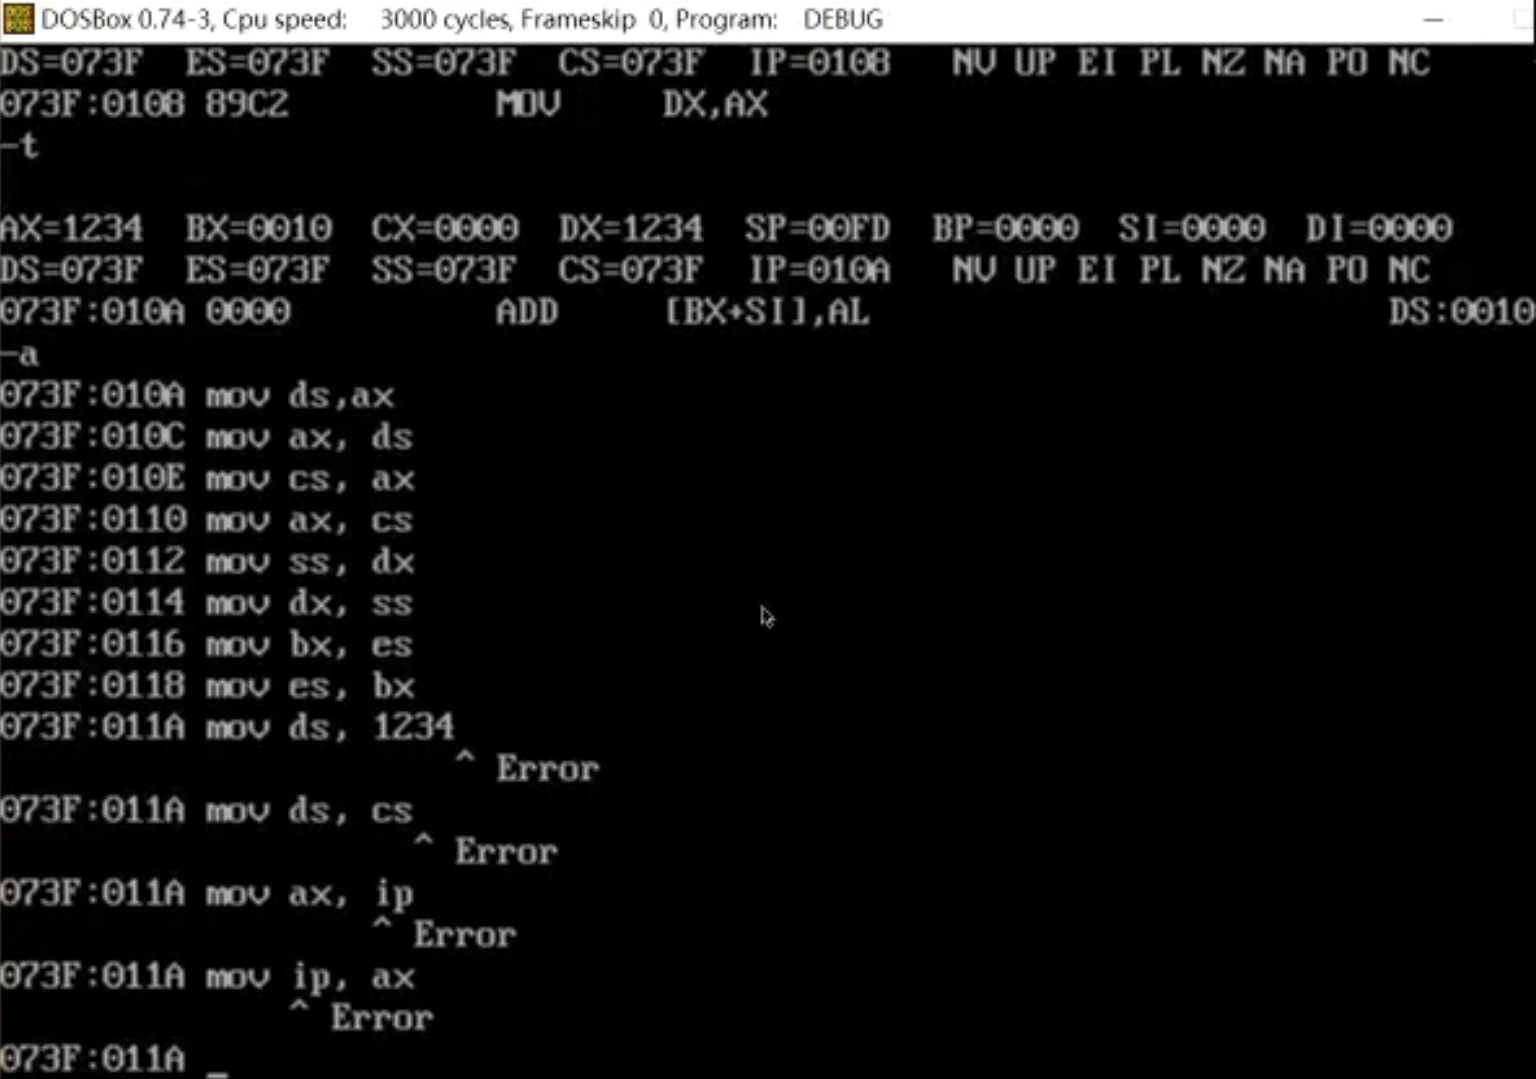 DOSBox 0.74-3, Cpu speed:    3000 cycles, Frameskip  0, Program:    DEBUG
DS=073F  ES=073F  SS=073F  CS=073F  IP=0108   NV UP EI PL NZ NA PO NC
073F:0108 89C2          MOV     DX,AX
-t
AX=1234  BX=0010  CX=0000  DX=1234  SP=00FD  BP=0000  SI=0000  DI=0000
DS=073F  ES=073F  SS=073F  CS=073F  IP=010A   NV UP EI PL NZ NA PO NC
073F:010A 0000          ADD     [BX+SI],AL                         DS:0010
-a
073F:010A mov ds,ax
073F:010C mov ax, ds
073F:010E mov cs, ax
073F:0110 mov ax, cs
073F:0112 mov ss, dx
073F:0114 mov dx, ss
073F:0116 mov bx, es
073F:0118 mov es, bx
073F:011A mov ds, 1234
^ Error
073F:011A mov ds, cs
^ Error
073F:011A mov ax, ip
^ Error
073F:011A mov ip, ax
^ Error
073F:011A _